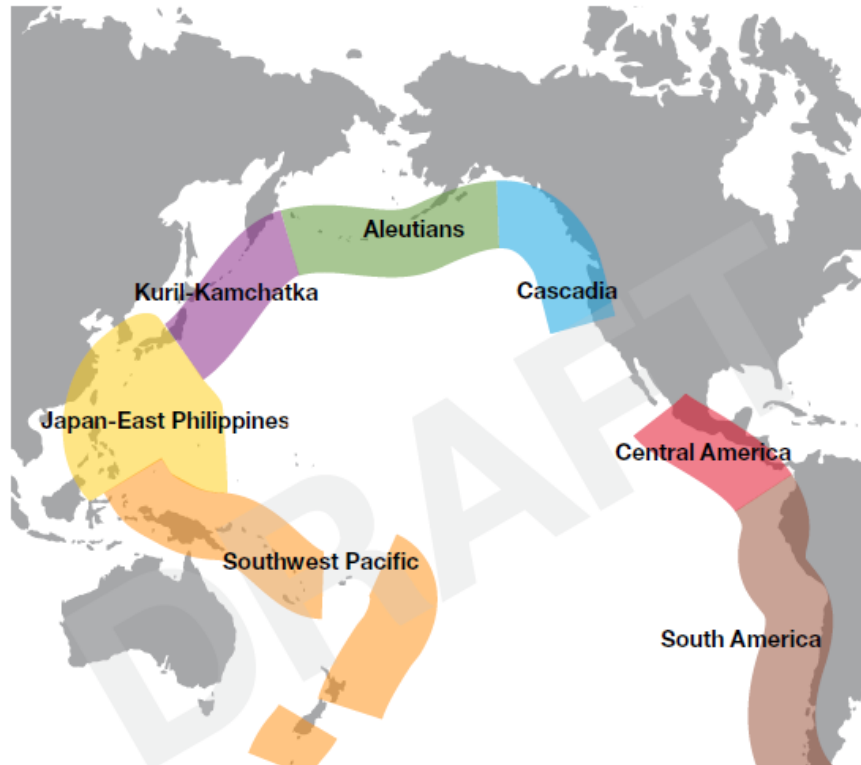 Aleutians
Kuril-Kamchatka
Cascadia
Japan-East Philippines
Central America
Southwest Pacific
South America
DRAFT